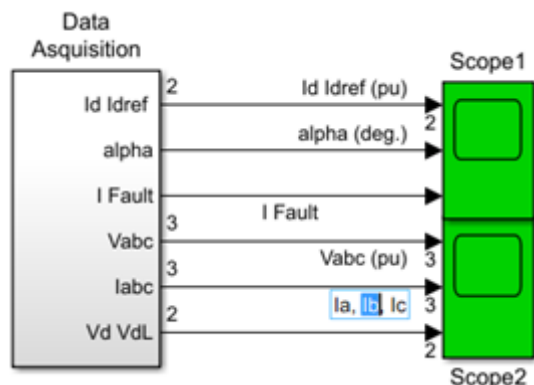 Data
Asquisition
Scope1
2
Id Idref
Id Idref (pu)
2
alpha
alpha (deg.)
I Fault
I Fault
3
Vabc
Vabc (pu)
3
3
Iabc
Ia, Ib, Ic
3
2
Vd VdL
2
Scope2